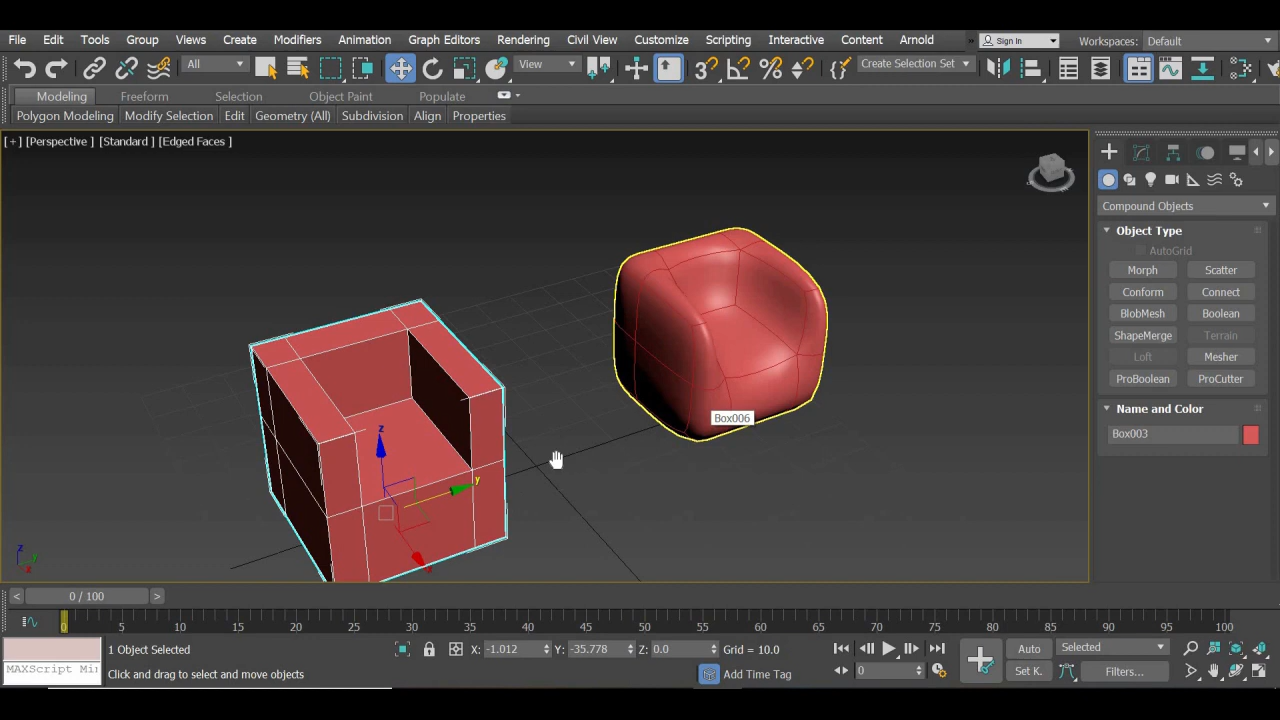 File Edit Tools Group Views Create Modifiers Animation Graph Editors Rendering Civil View Customize Scripting Interactive Content Arnold » Sign In Workspaces: Default
All View 3 Create Selection Set
Modeling Freeform Selection Object Paint Populate
Polygon Modeling Modify Selection Edit Geometry (All) Subdivision Align Properties
[+] [Perspective ] [Standard ] [Edged Faces ]
Compound Objects
Object Type
AutoGrid
Morph Scatter
Conform Connect
BlobMesh Boolean
ShapeMerge Terrain
Loft Mesher
ProBoolean ProCutter
Name and Color
Box003
Box006
z
y
x
z
y
x
< 0 / 100 >
0 5 10 15 20 25 30 35 40 45 50 55 60 65 70 75 80 85 90 95 100
1 Object Selected X: -1.012 Y: -35.778 Z: 0.0 Grid = 10.0 Auto Selected
MAXScript Mi
Click and drag to select and move objects Add Time Tag 0 Set K. Filters...